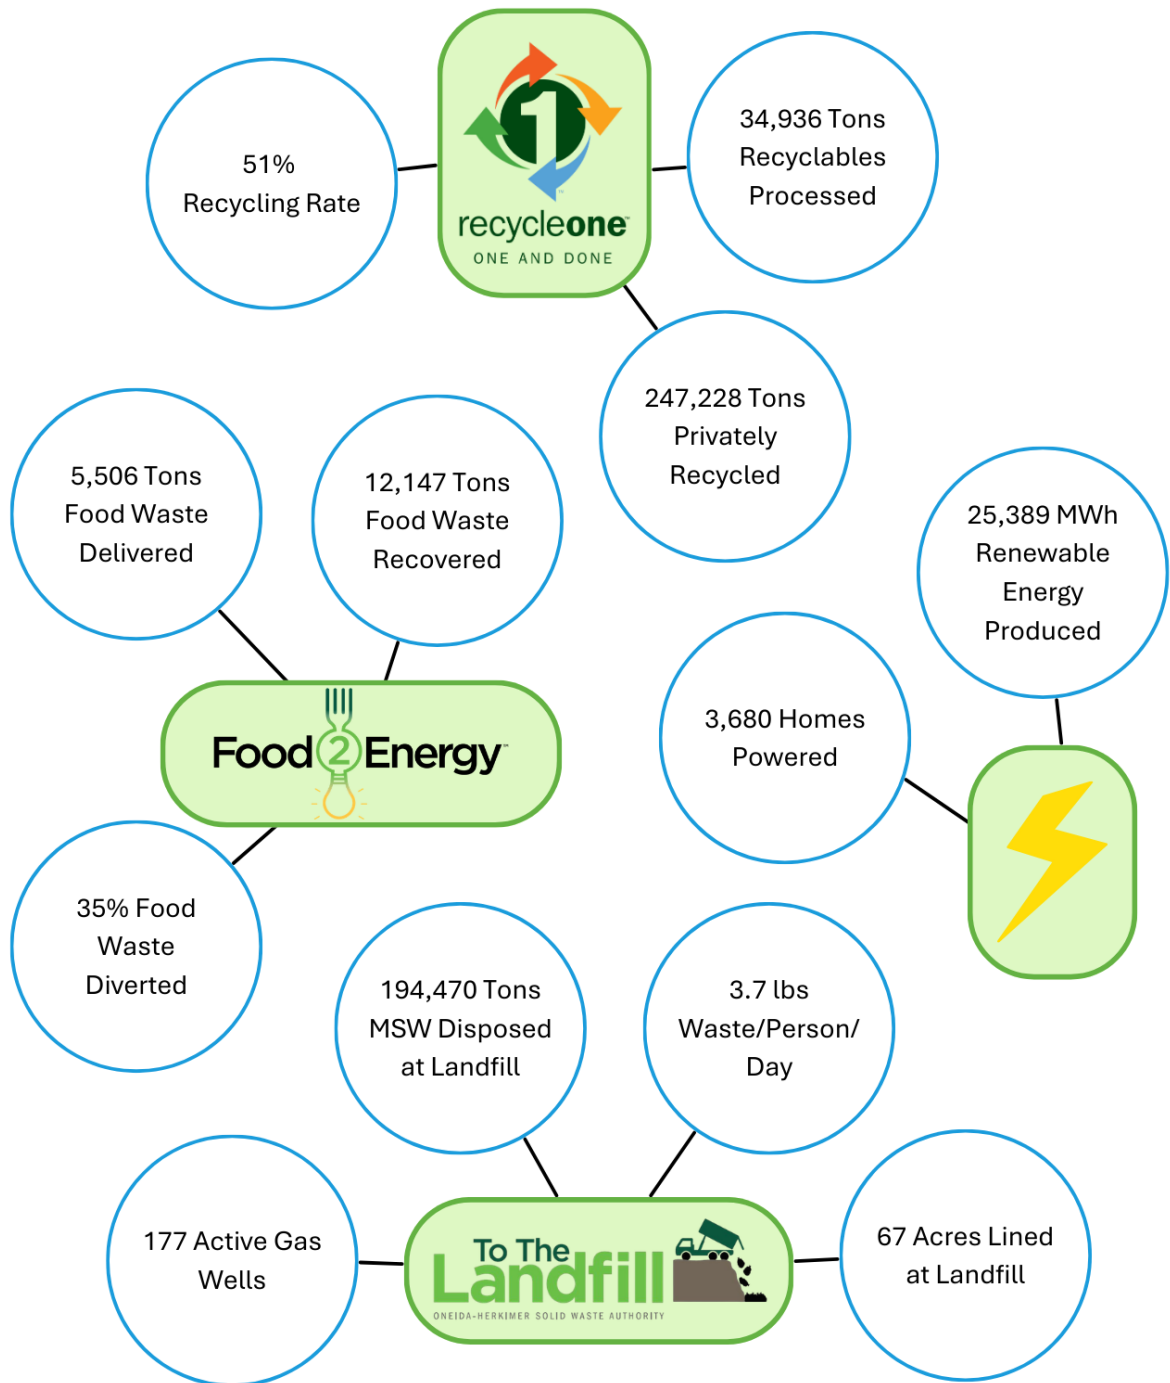 51%
Recycling Rate
1
recycleone™
ONE AND DONE
34,936 Tons
Recyclables
Processed
247,228 Tons
Privately
Recycled
5,506 Tons
Food Waste
Delivered
12,147 Tons
Food Waste
Recovered
Food2Energy™
35% Food
Waste
Diverted
25,389 MWh
Renewable
Energy
Produced
3,680 Homes
Powered
194,470 Tons
MSW Disposed
at Landfill
3.7 lbs
Waste/Person/
Day
177 Active Gas
Wells
To The
Landfill
ONEIDA-HERKIMER SOLID WASTE AUTHORITY
67 Acres Lined
at Landfill